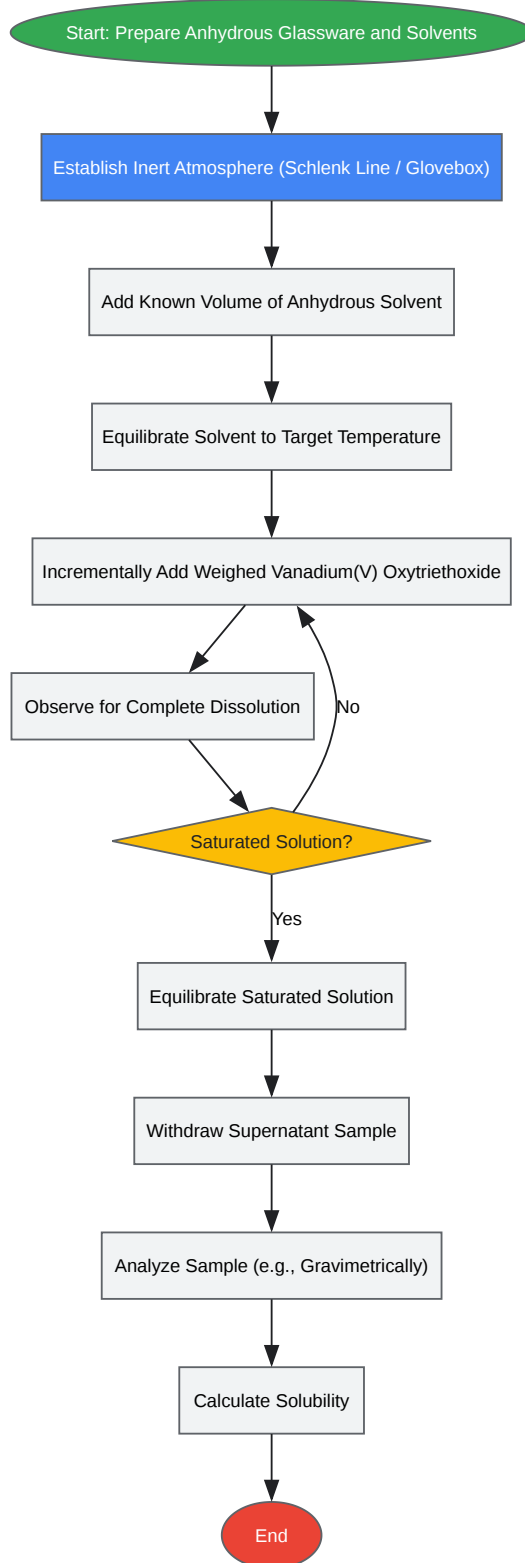 Start: Prepare Anhydrous Glassware and Solvents
Establish Inert Atmosphere (Schlenk Line / Glovebox)
Add Known Volume of Anhydrous Solvent
Equilibrate Solvent to Target Temperature
Incrementally Add Weighed Vanadium(V) Oxytriethoxide
Observe for Complete Dissolution
No
Saturated Solution?
Yes
Equilibrate Saturated Solution
Withdraw Supernatant Sample
Analyze Sample (e.g., Gravimetrically)
Calculate Solubility
End